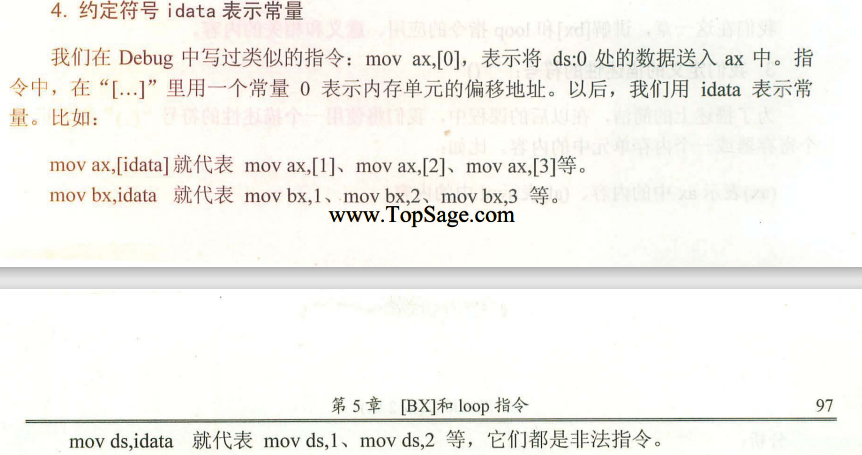 4. 约定符号 idata 表示常量
我们在 Debug 中写过类似的指令：mov ax,[0]，表示将 ds:0 处的数据送入 ax 中。指
令中，在“[…]”里用一个常量 0 表示内存单元的偏移地址。以后，我们用 idata 表示常
量。比如：
mov ax,[idata]就代表 mov ax,[1]、mov ax,[2]、mov ax,[3]等。
mov bx,idata 就代表 mov bx,1、mov bx,2、mov bx,3 等。
www.TopSage.com
第 5 章 [BX]和 loop 指令 97
mov ds,idata 就代表 mov ds,1、mov ds,2 等，它们都是非法指令。